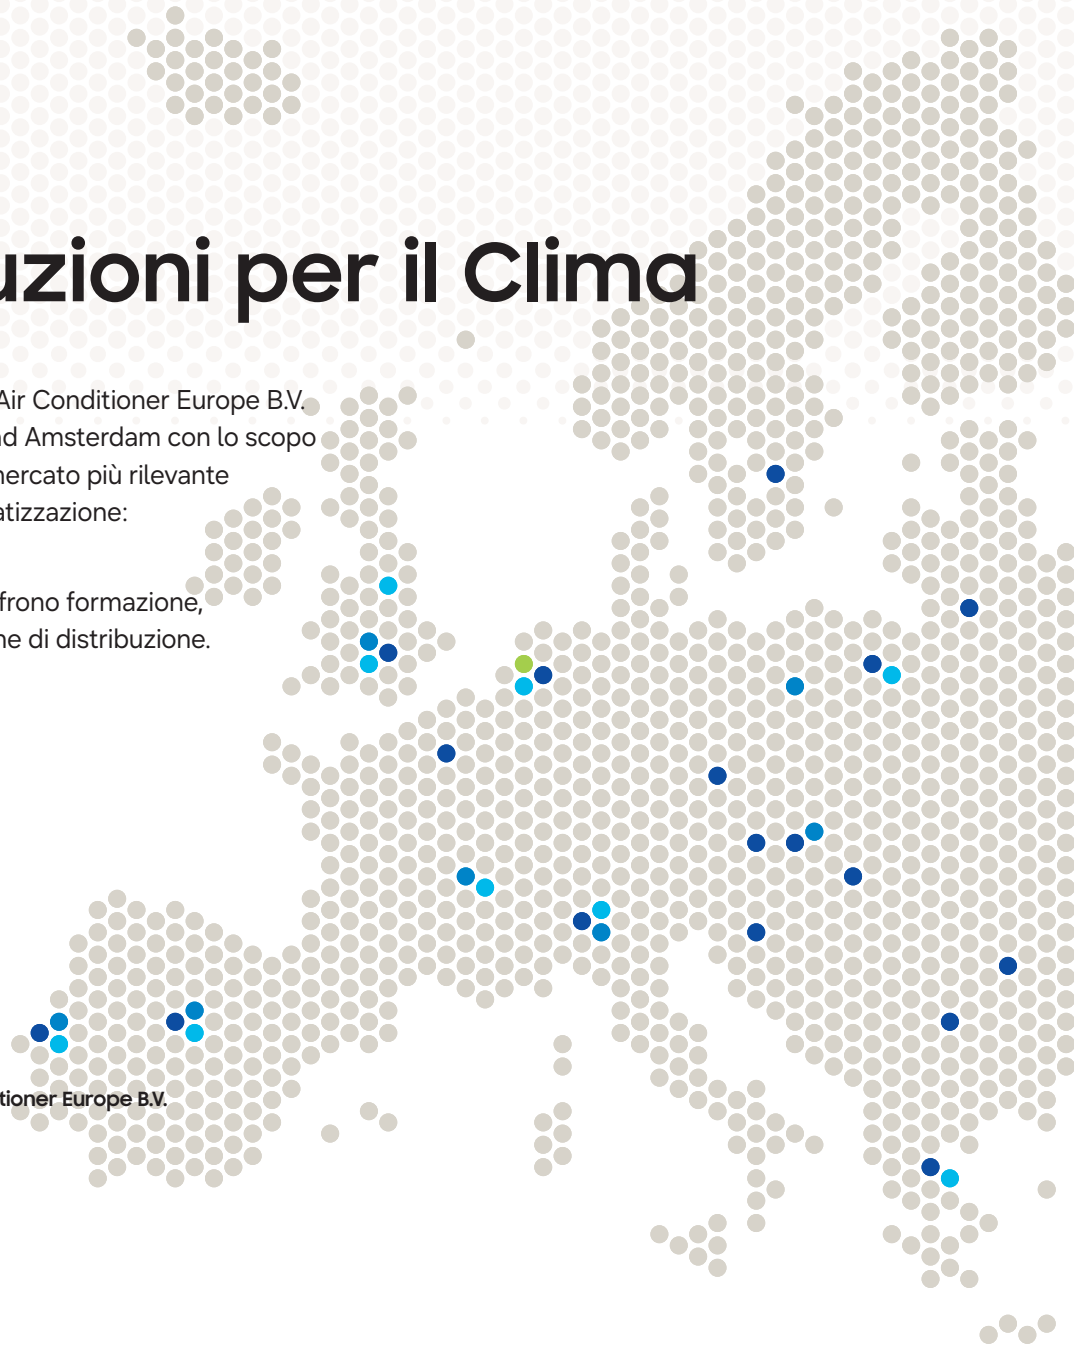 uzioni per il Clima
Air Conditioner Europe B.V.
ad Amsterdam con lo scopo
mercato più rilevante
atizzazione:
frono formazione,
ne di distribuzione.
tioner Europe B.V.